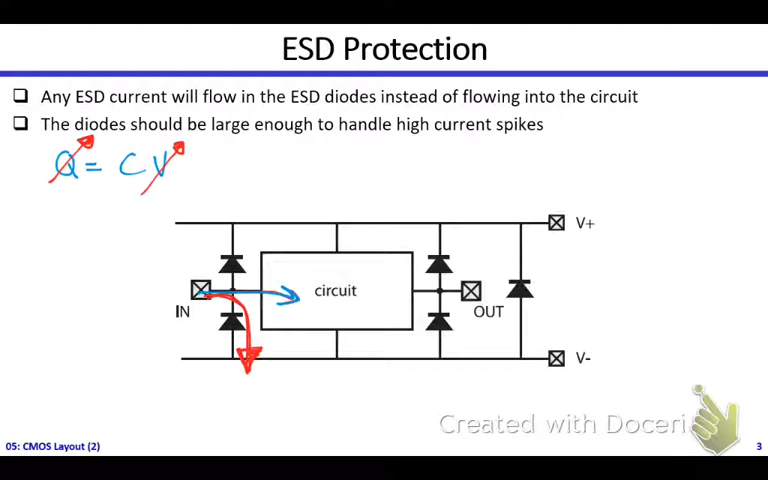 ESD Protection
Any ESD current will flow in the ESD diodes instead of flowing into the circuit
The diodes should be large enough to handle high current spikes
Q = CV
V+
circuit
IN
OUT
V-
Created with Doceri
05: CMOS Layout (2)
3